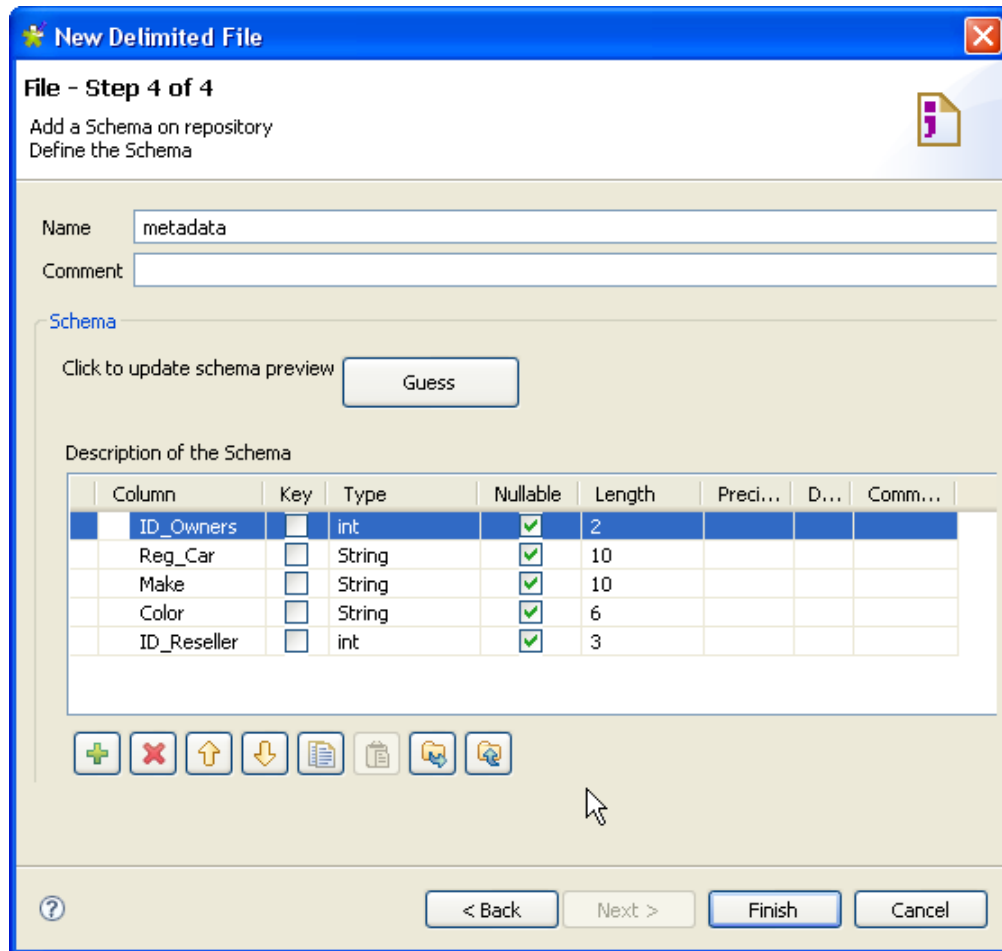 New Delimited File
File - Step 4 of 4
Add a Schema on repository
Define the Schema
Name metadata
Comment
Schema
Click to update schema preview Guess
Description of the Schema
Column Key Type Nullable Length Preci... D... Comm...
ID_Owners int 2
Reg_Car String 10
Make String 10
Color String 6
ID_Reseller int 3
< Back Next > Finish Cancel